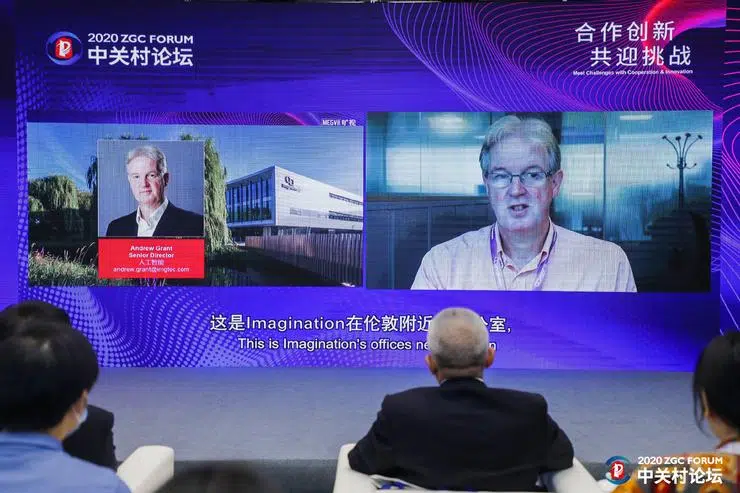 2020 ZGC FORUM
中关村论坛
合作创新
共迎挑战
Meet Challenges with Cooperation & Innovation
MEGVII 旷视
Andrew Grant
Senior Director
人工智能
andrew.grant@imgtec.com
这是Imagination在伦敦附近
This is Imagination's offices
2020 ZGC FORUM
中关村论坛